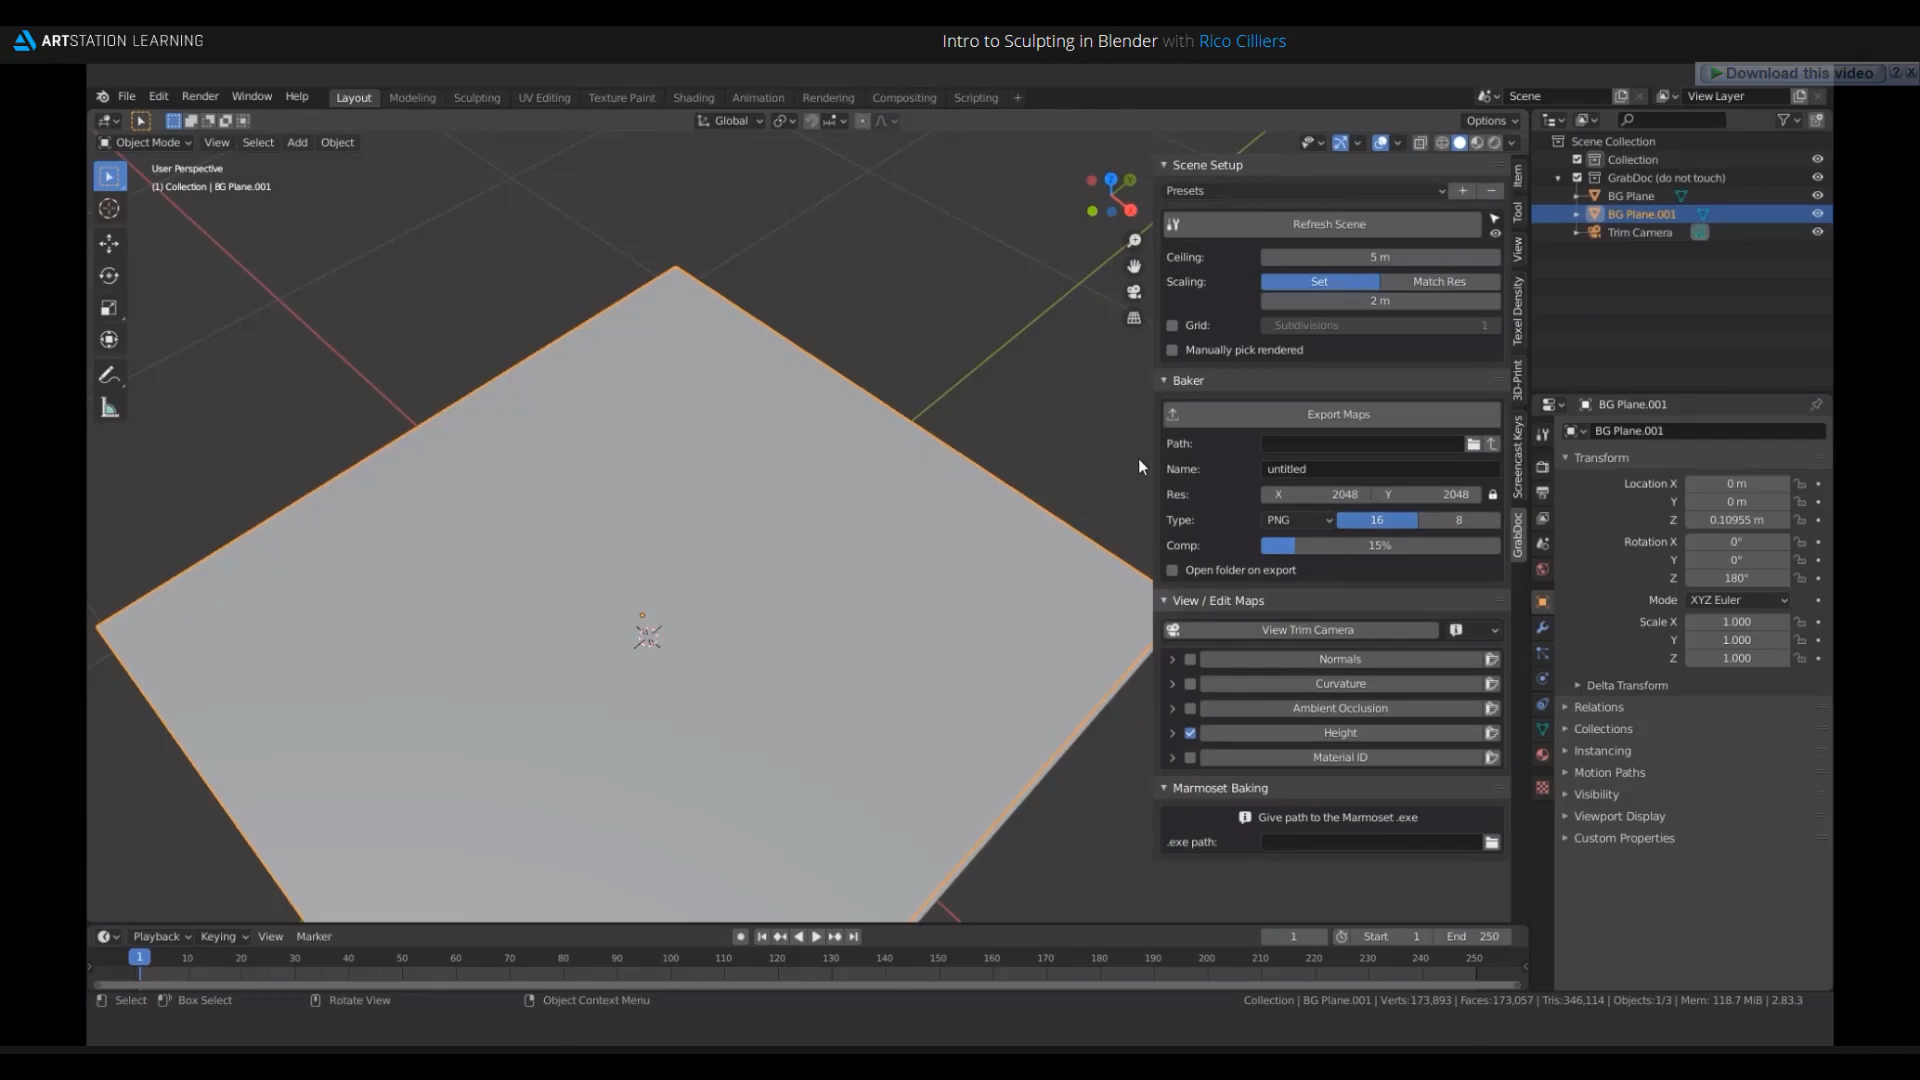 ARTSTATION LEARNING
Intro to Sculpting in Blender with Rico Cilliers
Download this video ? X
File Edit Render Window Help Layout Modeling Sculpting UV Editing Texture Paint Shading Animation Rendering Compositing Scripting +
Scene View Layer
Global Options
Object Mode View Select Add Object
User Perspective
(1) Collection | BG Plane.001
Scene Setup
Presets + −
Refresh Scene
Ceiling: 5 m
Scaling: Set Match Res
2 m
Grid: Subdivisions 1
Manually pick rendered
Baker
Export Maps
Path:
Name: untitled
Res: X 2048 Y 2048
Type: PNG 16 8
Comp: 15%
Open folder on export
View / Edit Maps
View Trim Camera
Normals
Curvature
Ambient Occlusion
Height
Material ID
Marmoset Baking
Give path to the Marmoset .exe
.exe path:
Item
Tool
View
Texel Density
3D-Print
Screencast Keys
GrabDoc
Scene Collection
Collection
GrabDoc (do not touch)
BG Plane
BG Plane.001
Trim Camera
BG Plane.001
BG Plane.001
Transform
Location X 0 m
Y 0 m
Z 0.10955 m
Rotation X 0°
Y 0°
Z 180°
Mode XYZ Euler
Scale X 1.000
Y 1.000
Z 1.000
Delta Transform
Relations
Collections
Instancing
Motion Paths
Visibility
Viewport Display
Custom Properties
Playback Keying View Marker 1 Start 1 End 250
1 10 20 30 40 50 60 70 80 90 100 110 120 130 140 150 160 170 180 190 200 210 220 230 240 250
Select Box Select Rotate View Object Context Menu
Collection | BG Plane.001 | Verts:173,893 | Faces:173,057 | Tris:346,114 | Objects:1/3 | Mem: 118.7 MiB | 2.83.3